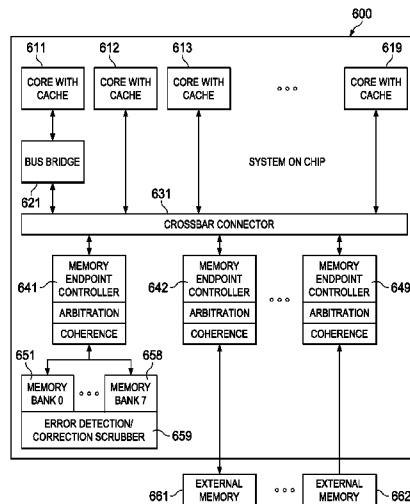 600
611 612 613 619
CORE WITH CACHE
CORE WITH CACHE
CORE WITH CACHE
CORE WITH CACHE
BUS BRIDGE
SYSTEM ON CHIP
621
631
CROSSBAR CONNECTOR
641
MEMORY ENDPOINT CONTROLLER
ARBITRATION
COHERENCE
642
MEMORY ENDPOINT CONTROLLER
ARBITRATION
COHERENCE
649
MEMORY ENDPOINT CONTROLLER
ARBITRATION
COHERENCE
651 658
MEMORY BANK 0
MEMORY BANK 7
ERROR DETECTION/
CORRECTION SCRUBBER
659
661
EXTERNAL MEMORY
EXTERNAL MEMORY
662